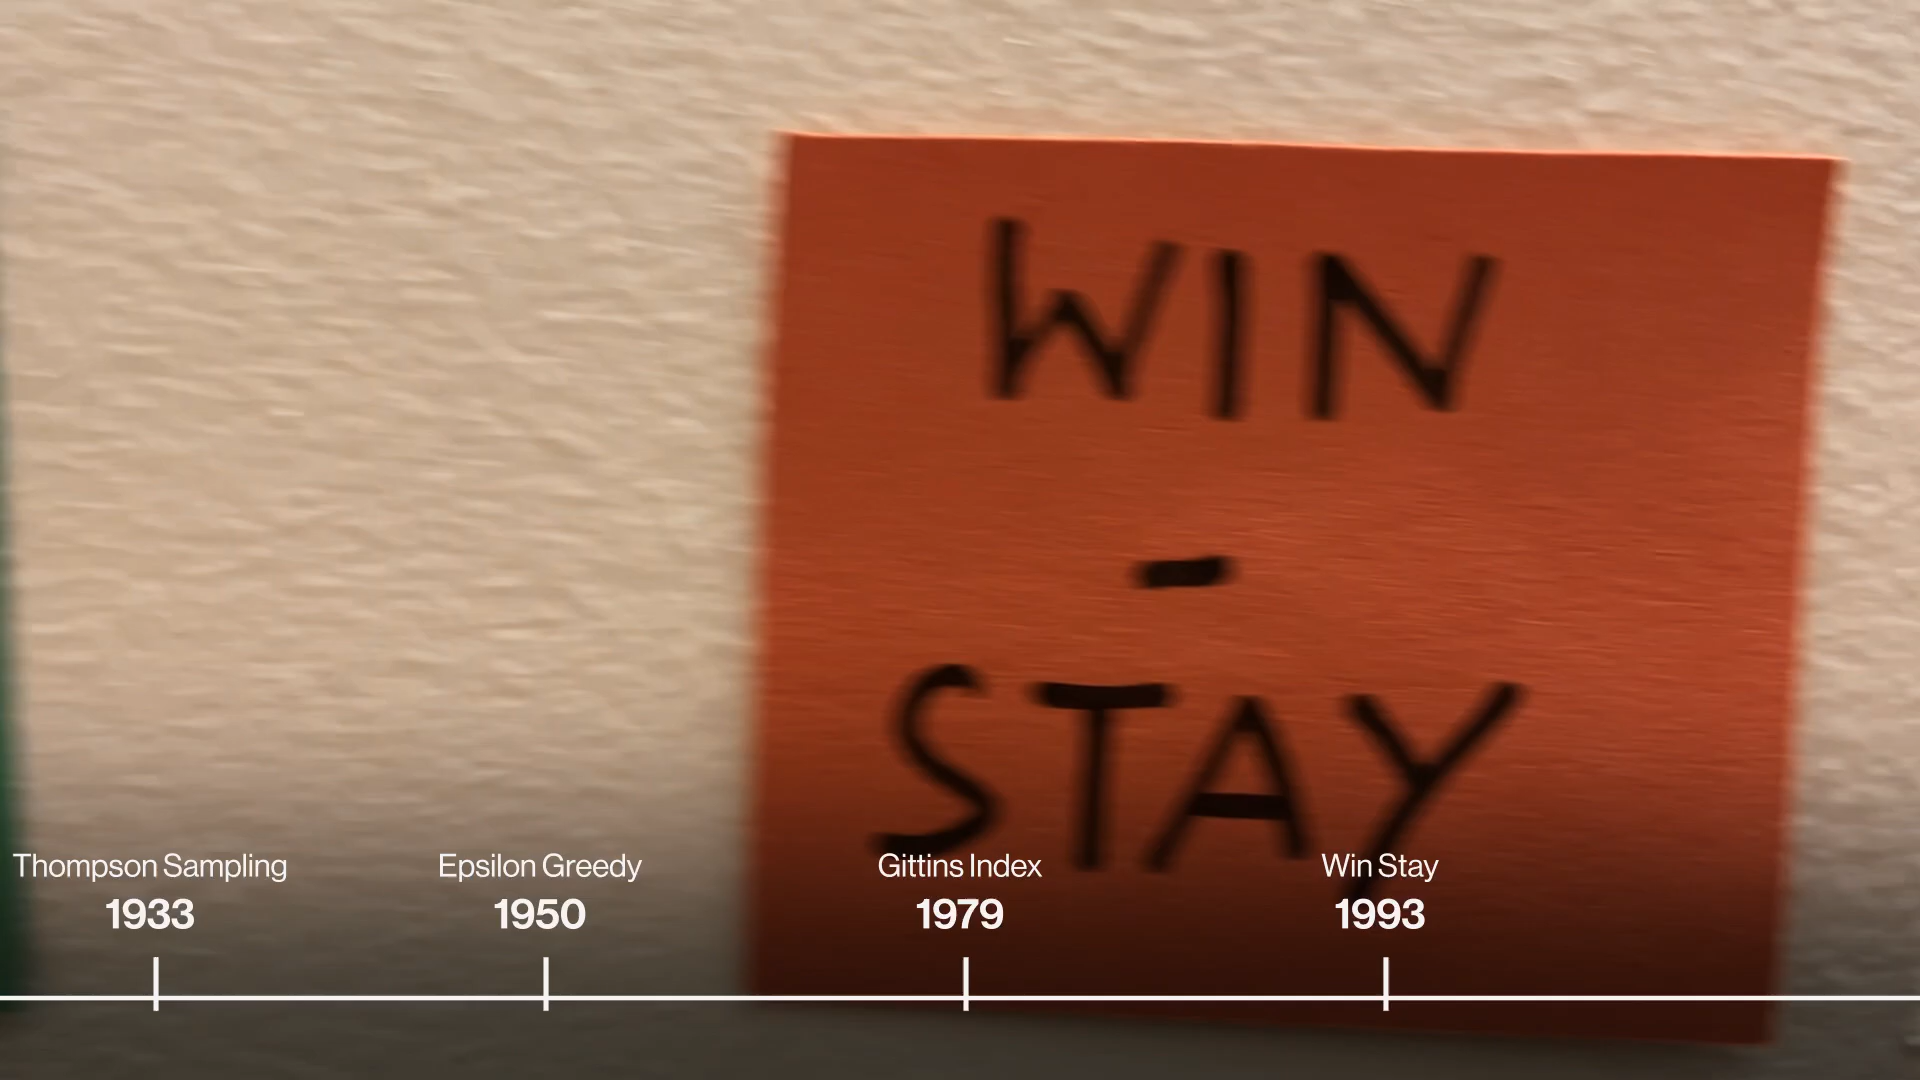 WIN
-
STAY
Thompson Sampling
1933
Epsilon Greedy
1950
Gittins Index
1979
Win Stay
1993